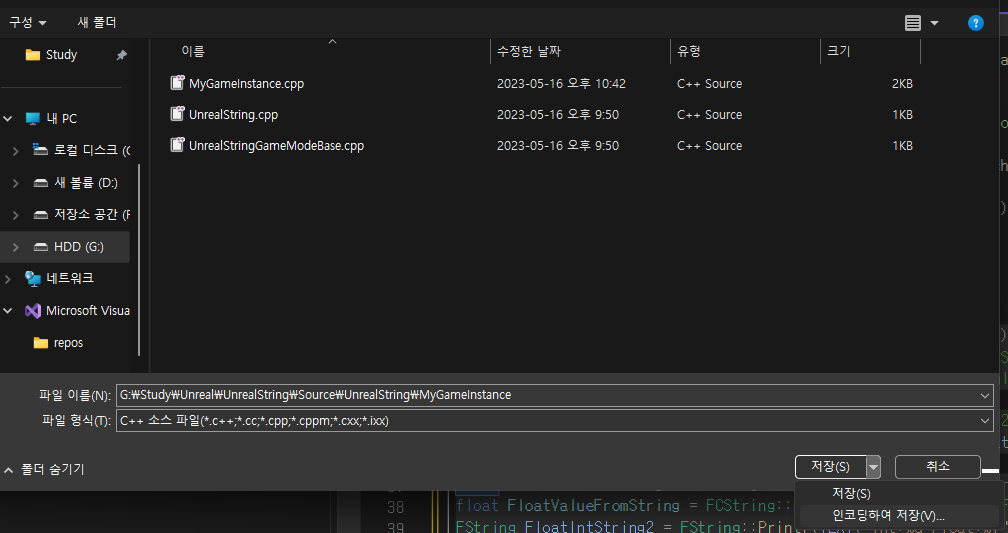 구성 새 폴더
Study
이름 수정한 날짜 유형 크기
MyGameInstance.cpp 2023-05-16 오후 10:42 C++ Source 2KB
UnrealString.cpp 2023-05-16 오후 9:50 C++ Source 1KB
UnrealStringGameModeBase.cpp 2023-05-16 오후 9:50 C++ Source 1KB
내 PC
로컬 디스크 (C
새 볼륨 (D:)
저장소 공간 (F
HDD (G:)
네트워크
Microsoft Visua
repos
파일 이름(N): G:₩Study₩Unreal₩UnrealString₩Source₩UnrealString₩MyGameInstance
파일 형식(T): C++ 소스 파일(*.c++;*.cc;*.cpp;*.cppm;*.cxx;*.ixx)
폴더 숨기기
저장(S) 취소
저장(S)
인코딩하여 저장(V)...
38 float FloatValueFromString = FCString::
39 FString FloatIntString2 = FString::Printf(TEXT(